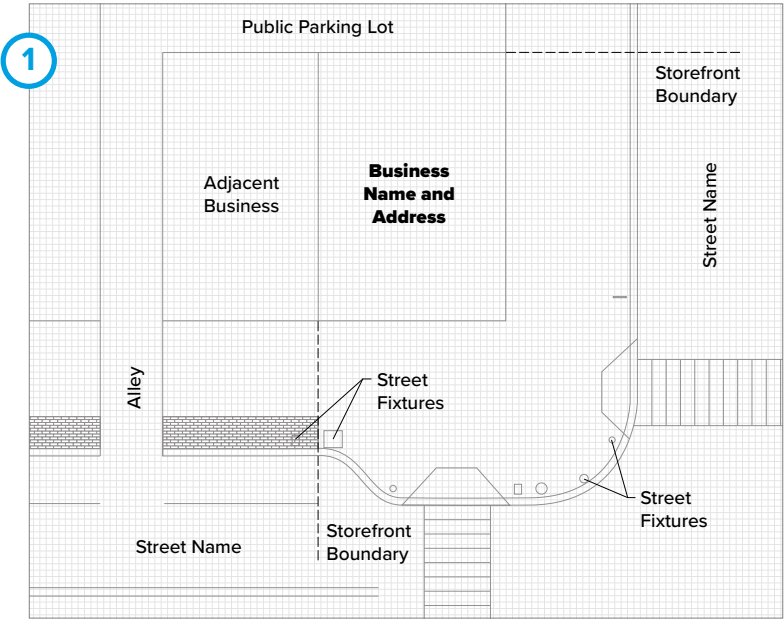 Public Parking Lot
1
Storefront
Boundary
Adjacent
Business
Business
Name and
Address
Street Name
Alley
Street
Fixtures
Street
Fixtures
Street Name
Storefront
Boundary